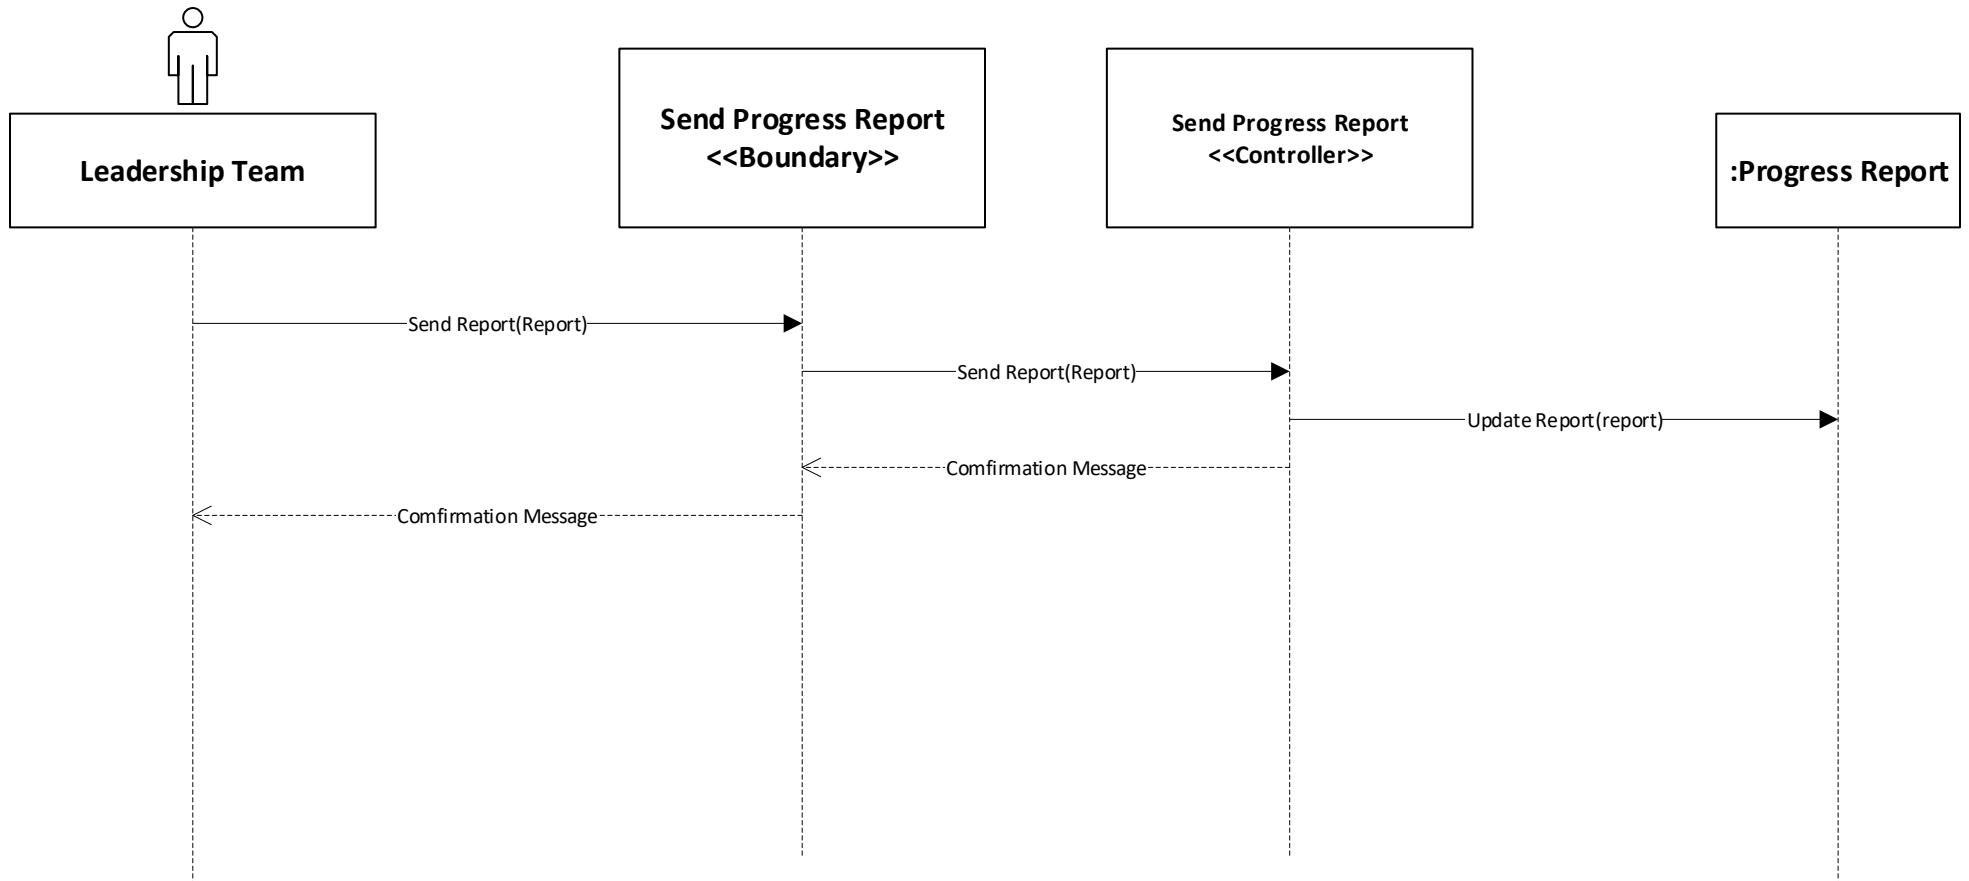 Leadership Team
Send Progress Report
<<Boundary>>
Send Progress Report
<<Controller>>
:Progress Report
Send Report(Report)
Send Report(Report)
Update Report(report)
Comfirmation Message
Comfirmation Message